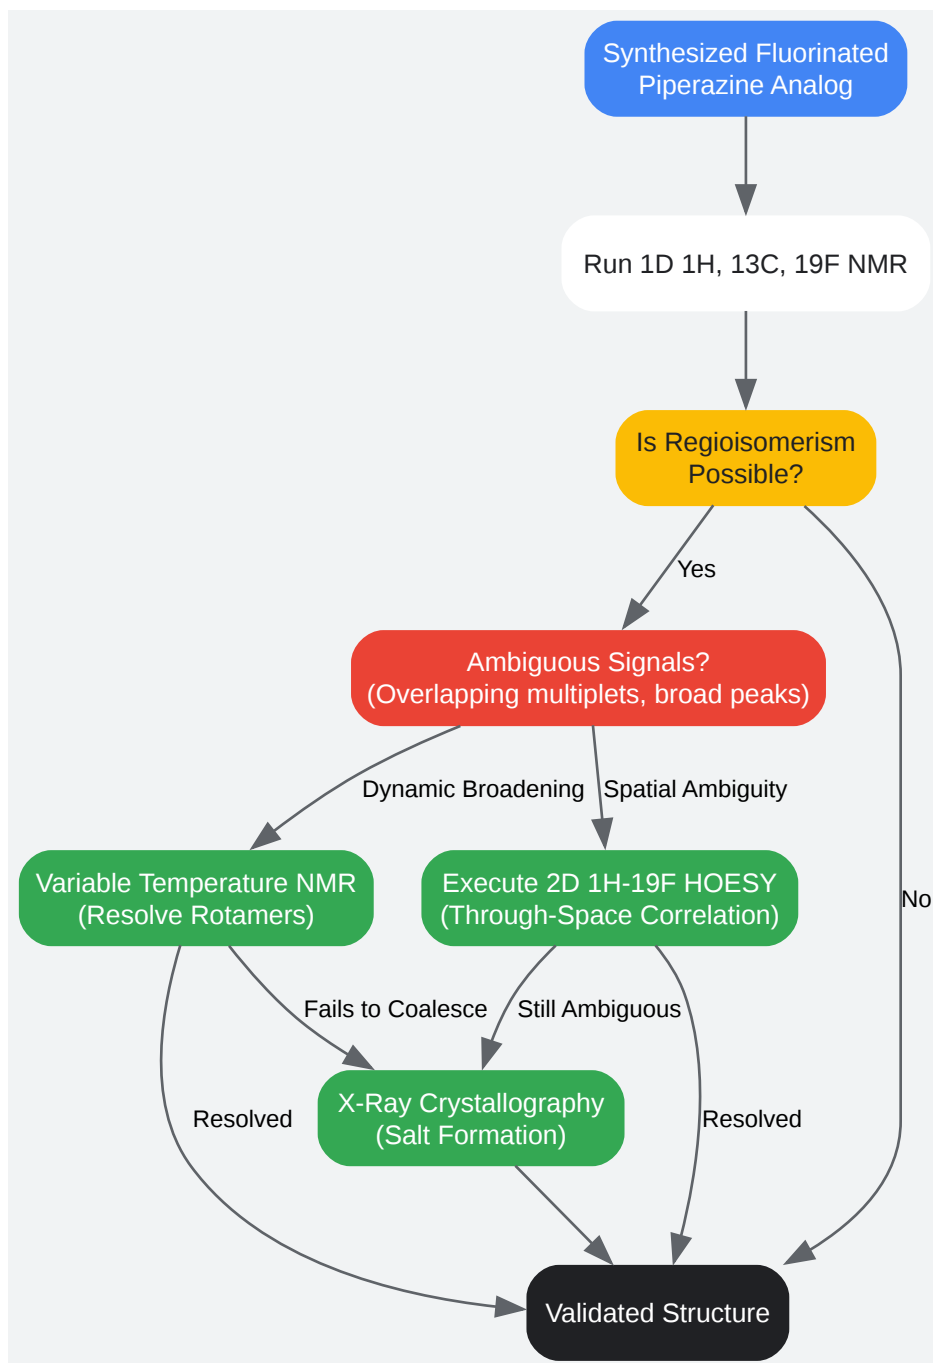 Synthesized Fluorinated
Piperazine Analog
Run 1D 1H, 13C, 19F NMR
Is Regioisomerism
Possible?
Yes
Ambiguous Signals?
(Overlapping multiplets, broad peaks)
Dynamic Broadening
Spatial Ambiguity
Variable Temperature NMR
(Resolve Rotamers)
Execute 2D 1H-19F HOESY
(Through-Space Correlation)
No
Fails to Coalesce
Still Ambiguous
X-Ray Crystallography
(Salt Formation)
Resolved
Resolved
Validated Structure